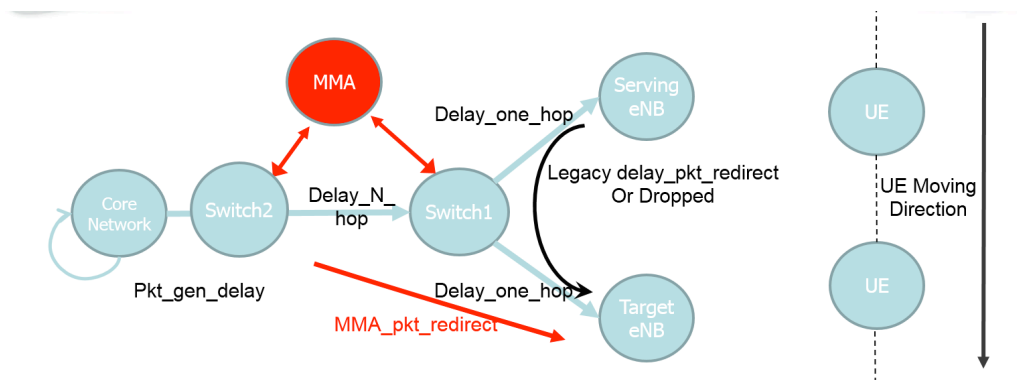 MMA
Serving
eNB
UE
Delay_one_hop
Legacy delay_pkt_redirect
Or Dropped
UE Moving
Direction
Core
Network
Switch2
Delay_N_
hop
Switch1
Pkt_gen_delay
Delay_one_hop
MMA_pkt_redirect
Target
eNB
UE